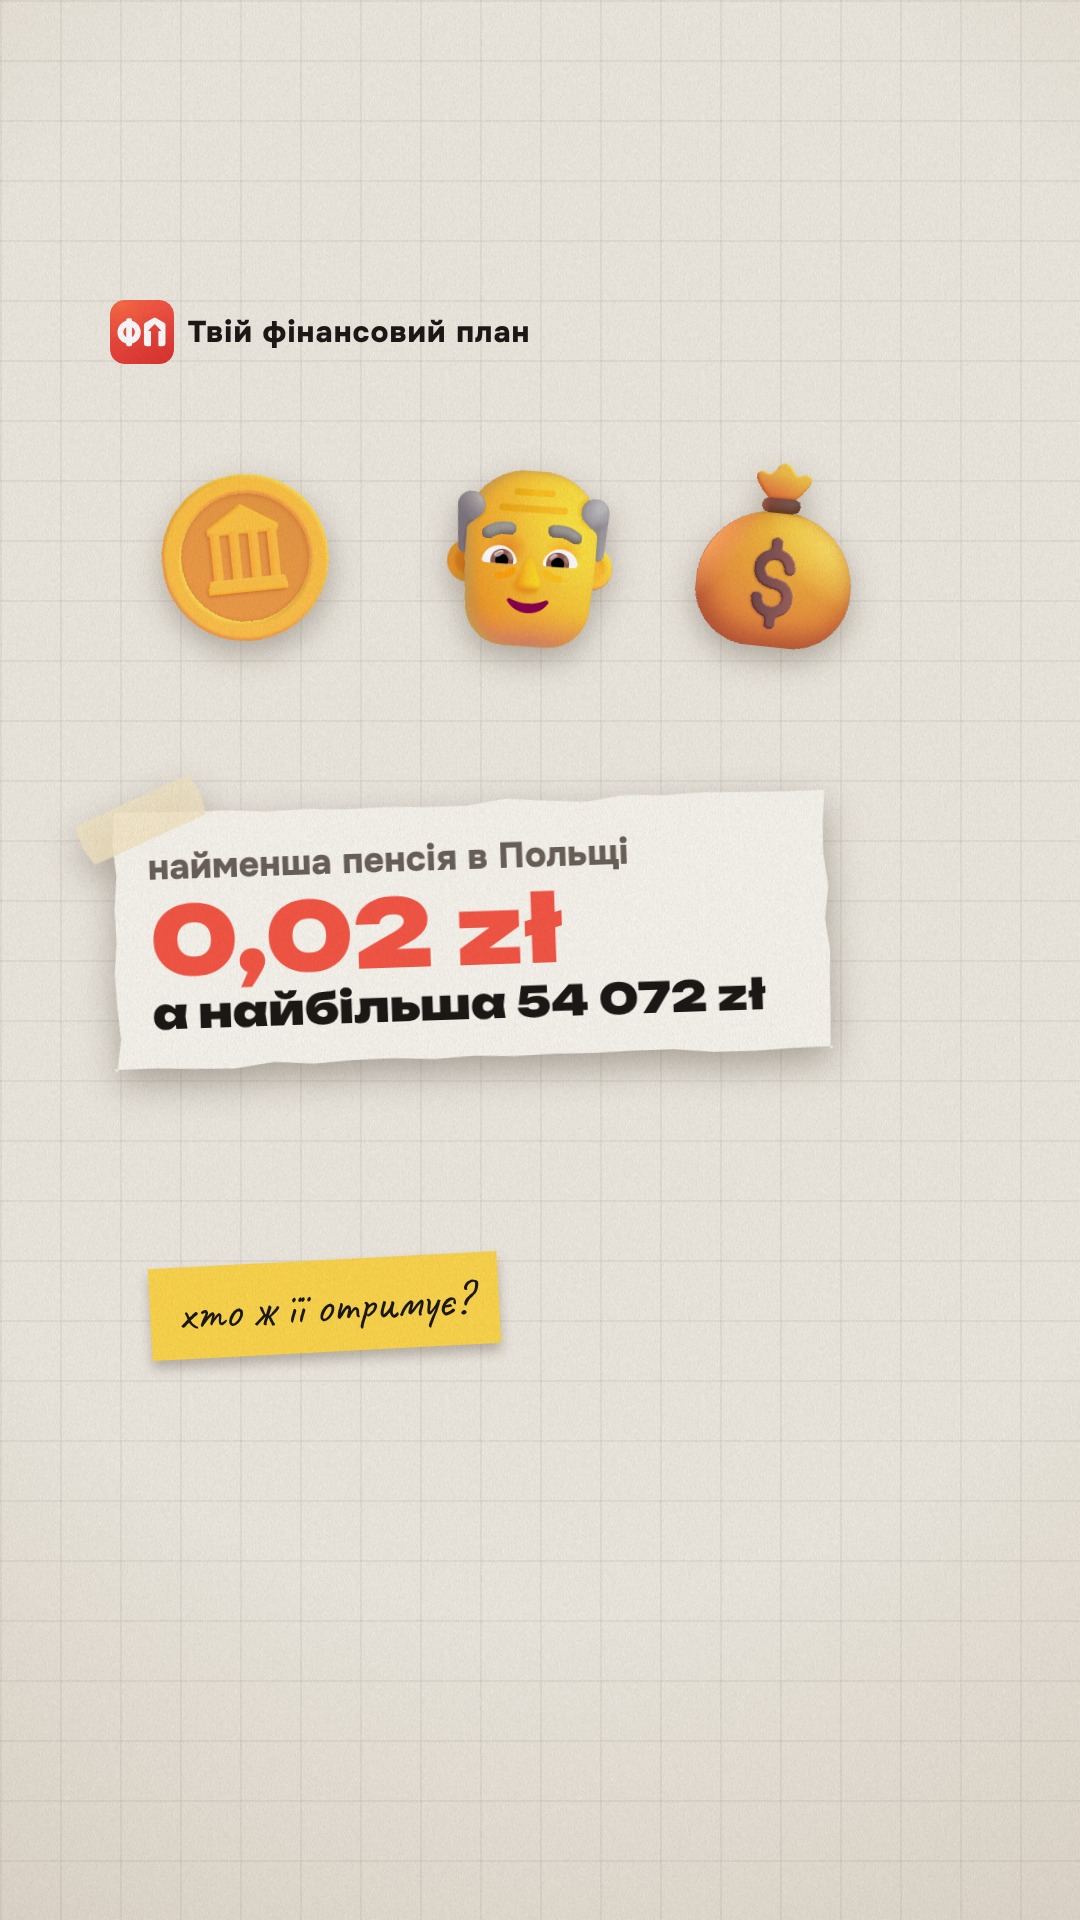 ФП Твій фінансовий план
$
найменша пенсія в Польщі
0,02 zł
а найбільша 54 072 zł
хто ж її отримує?